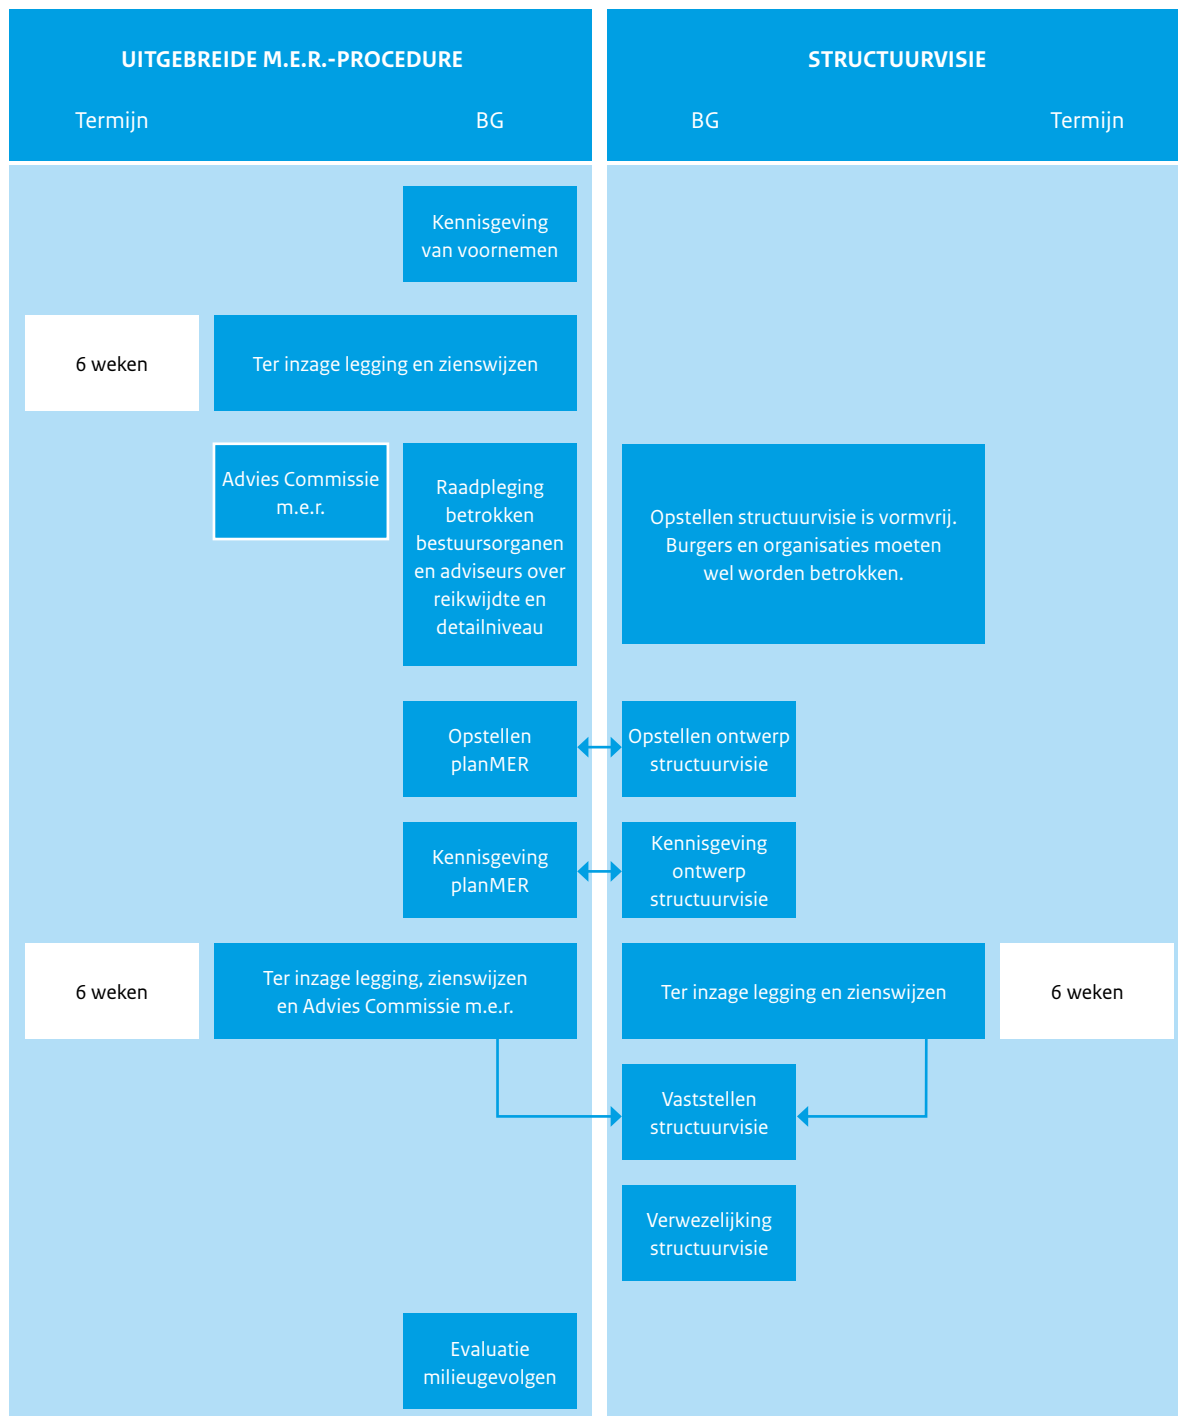 UITGEBREIDE M.E.R.-PROCEDURE
STRUCTUURVISIE
Termijn
BG
BG
Termijn
Kennisgeving
van voornemen
6 weken
Ter inzage legging en zienswijzen
Advies Commissie
m.e.r.
Raadpleging
betrokken
bestuursorganen
en adviseurs over
reikwijdte en
detailniveau
Opstellen structuurvisie is vormvrij.
Burgers en organisaties moeten
wel worden betrokken.
Opstellen
planMER
Opstellen ontwerp
structuurvisie
Kennisgeving
planMER
Kennisgeving
ontwerp
structuurvisie
6 weken
Ter inzage legging, zienswijzen
en Advies Commissie m.e.r.
Ter inzage legging en zienswijzen
6 weken
Vaststellen
structuurvisie
Verwezelijking
structuurvisie
Evaluatie
milieugevolgen